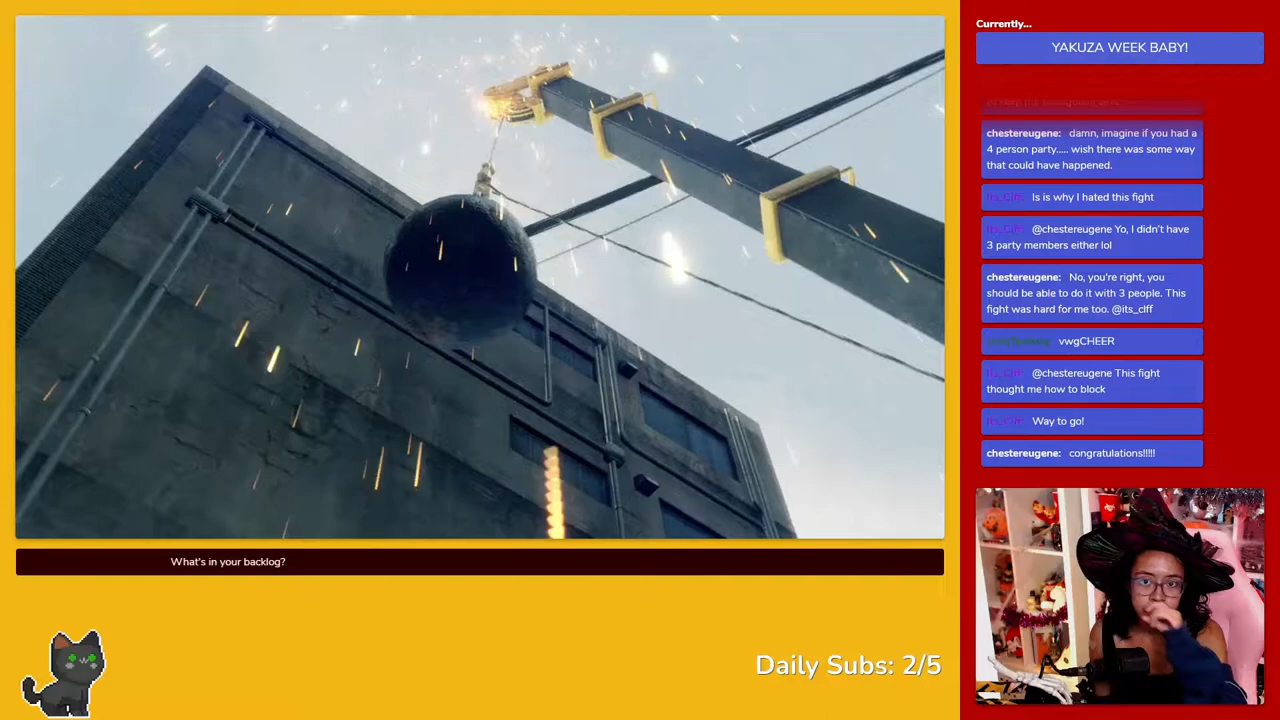 Currently...
YAKUZA WEEK BABY!
chestereugene: damn, imagine if you had a
4 person party..... wish there was some way
that could have happened.
Its_Clff: Is is why I hated this fight
Its_Clff: @chestereugene Yo, I didn't have
3 party members either lol
chestereugene: No, you're right, you
should be able to do it with 3 people. This
fight was hard for me too. @its_clff
vwgCHEER
Its_Clff: @chestereugene This fight
thought me how to block
Its_Clff: Way to go!
chestereugene: congratulations!!!!!
What's in your backlog?
Daily Subs: 2/5